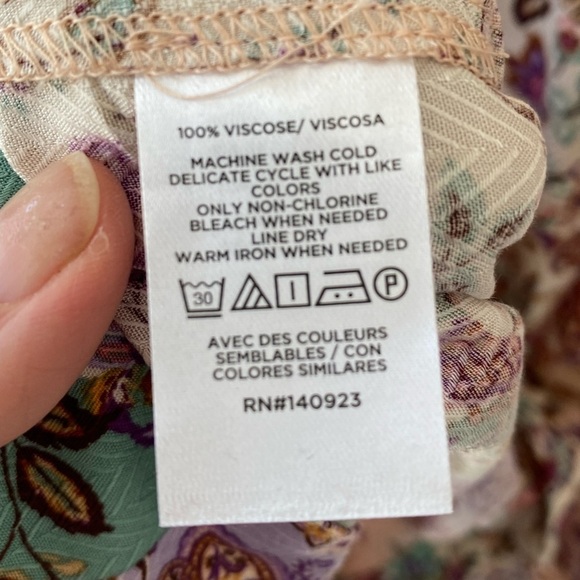 100% VISCOSE/ VISCOSA
MACHINE WASH COLD
DELICATE CYCLE WITH LIKE
COLORS
ONLY NON-CHLORINE
BLEACH WHEN NEEDED
LINE DRY
WARM IRON WHEN NEEDED
30 P
AVEC DES COULEURS
SEMBLABLES / CON
COLORES SIMILARES
RN#140923